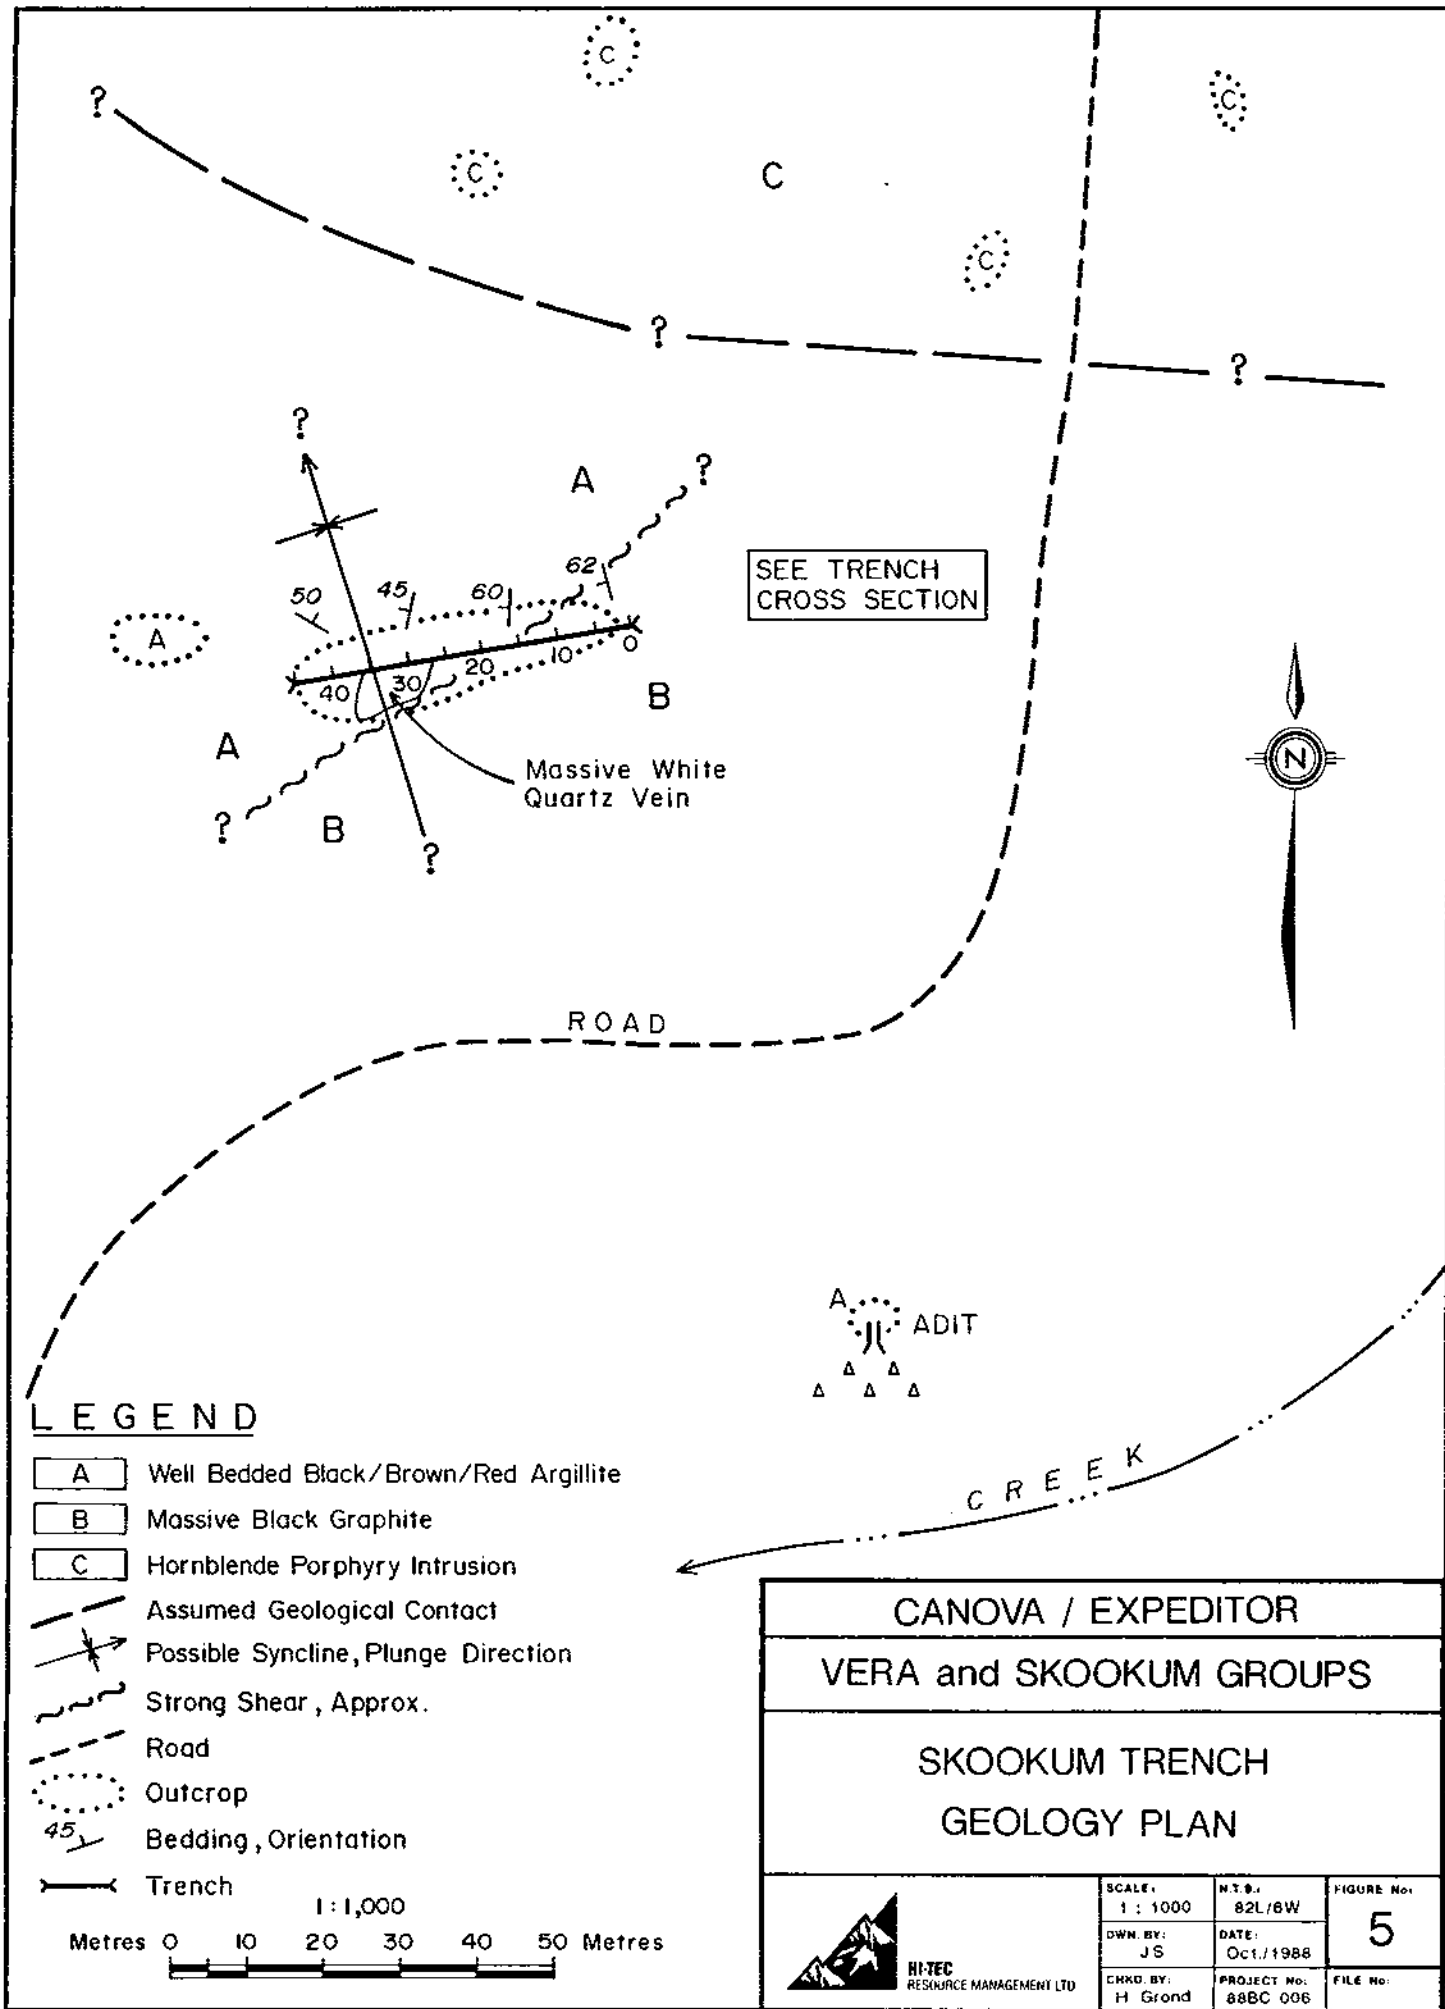 C
C
?
C
C
C
?
?
?
A
?
SEE TRENCH
CROSS SECTION
50
45
60
62
A
40
30
20
10
0
B
A
Massive White
Quartz Vein
?
B
?
N
ROAD
A
ADIT
CREEK
LEGEND
A Well Bedded Black/Brown/Red Argillite
B Massive Black Graphite
C Hornblende Porphyry Intrusion
Assumed Geological Contact
Possible Syncline, Plunge Direction
Strong Shear, Approx.
Road
Outcrop
45 Bedding, Orientation
Trench
1:1,000
Metres 0 10 20 30 40 50 Metres
CANOVA / EXPEDITOR
VERA and SKOOKUM GROUPS
SKOOKUM TRENCH
GEOLOGY PLAN
HI-TEC
RESOURCE MANAGEMENT LTD
SCALE:
1 : 1000
N.T.S.:
82L/6W
FIGURE No:
5
DWN. BY:
JS
DATE:
Oct./1988
CHKD. BY:
H Grond
PROJECT No:
88BC 006
FILE No: